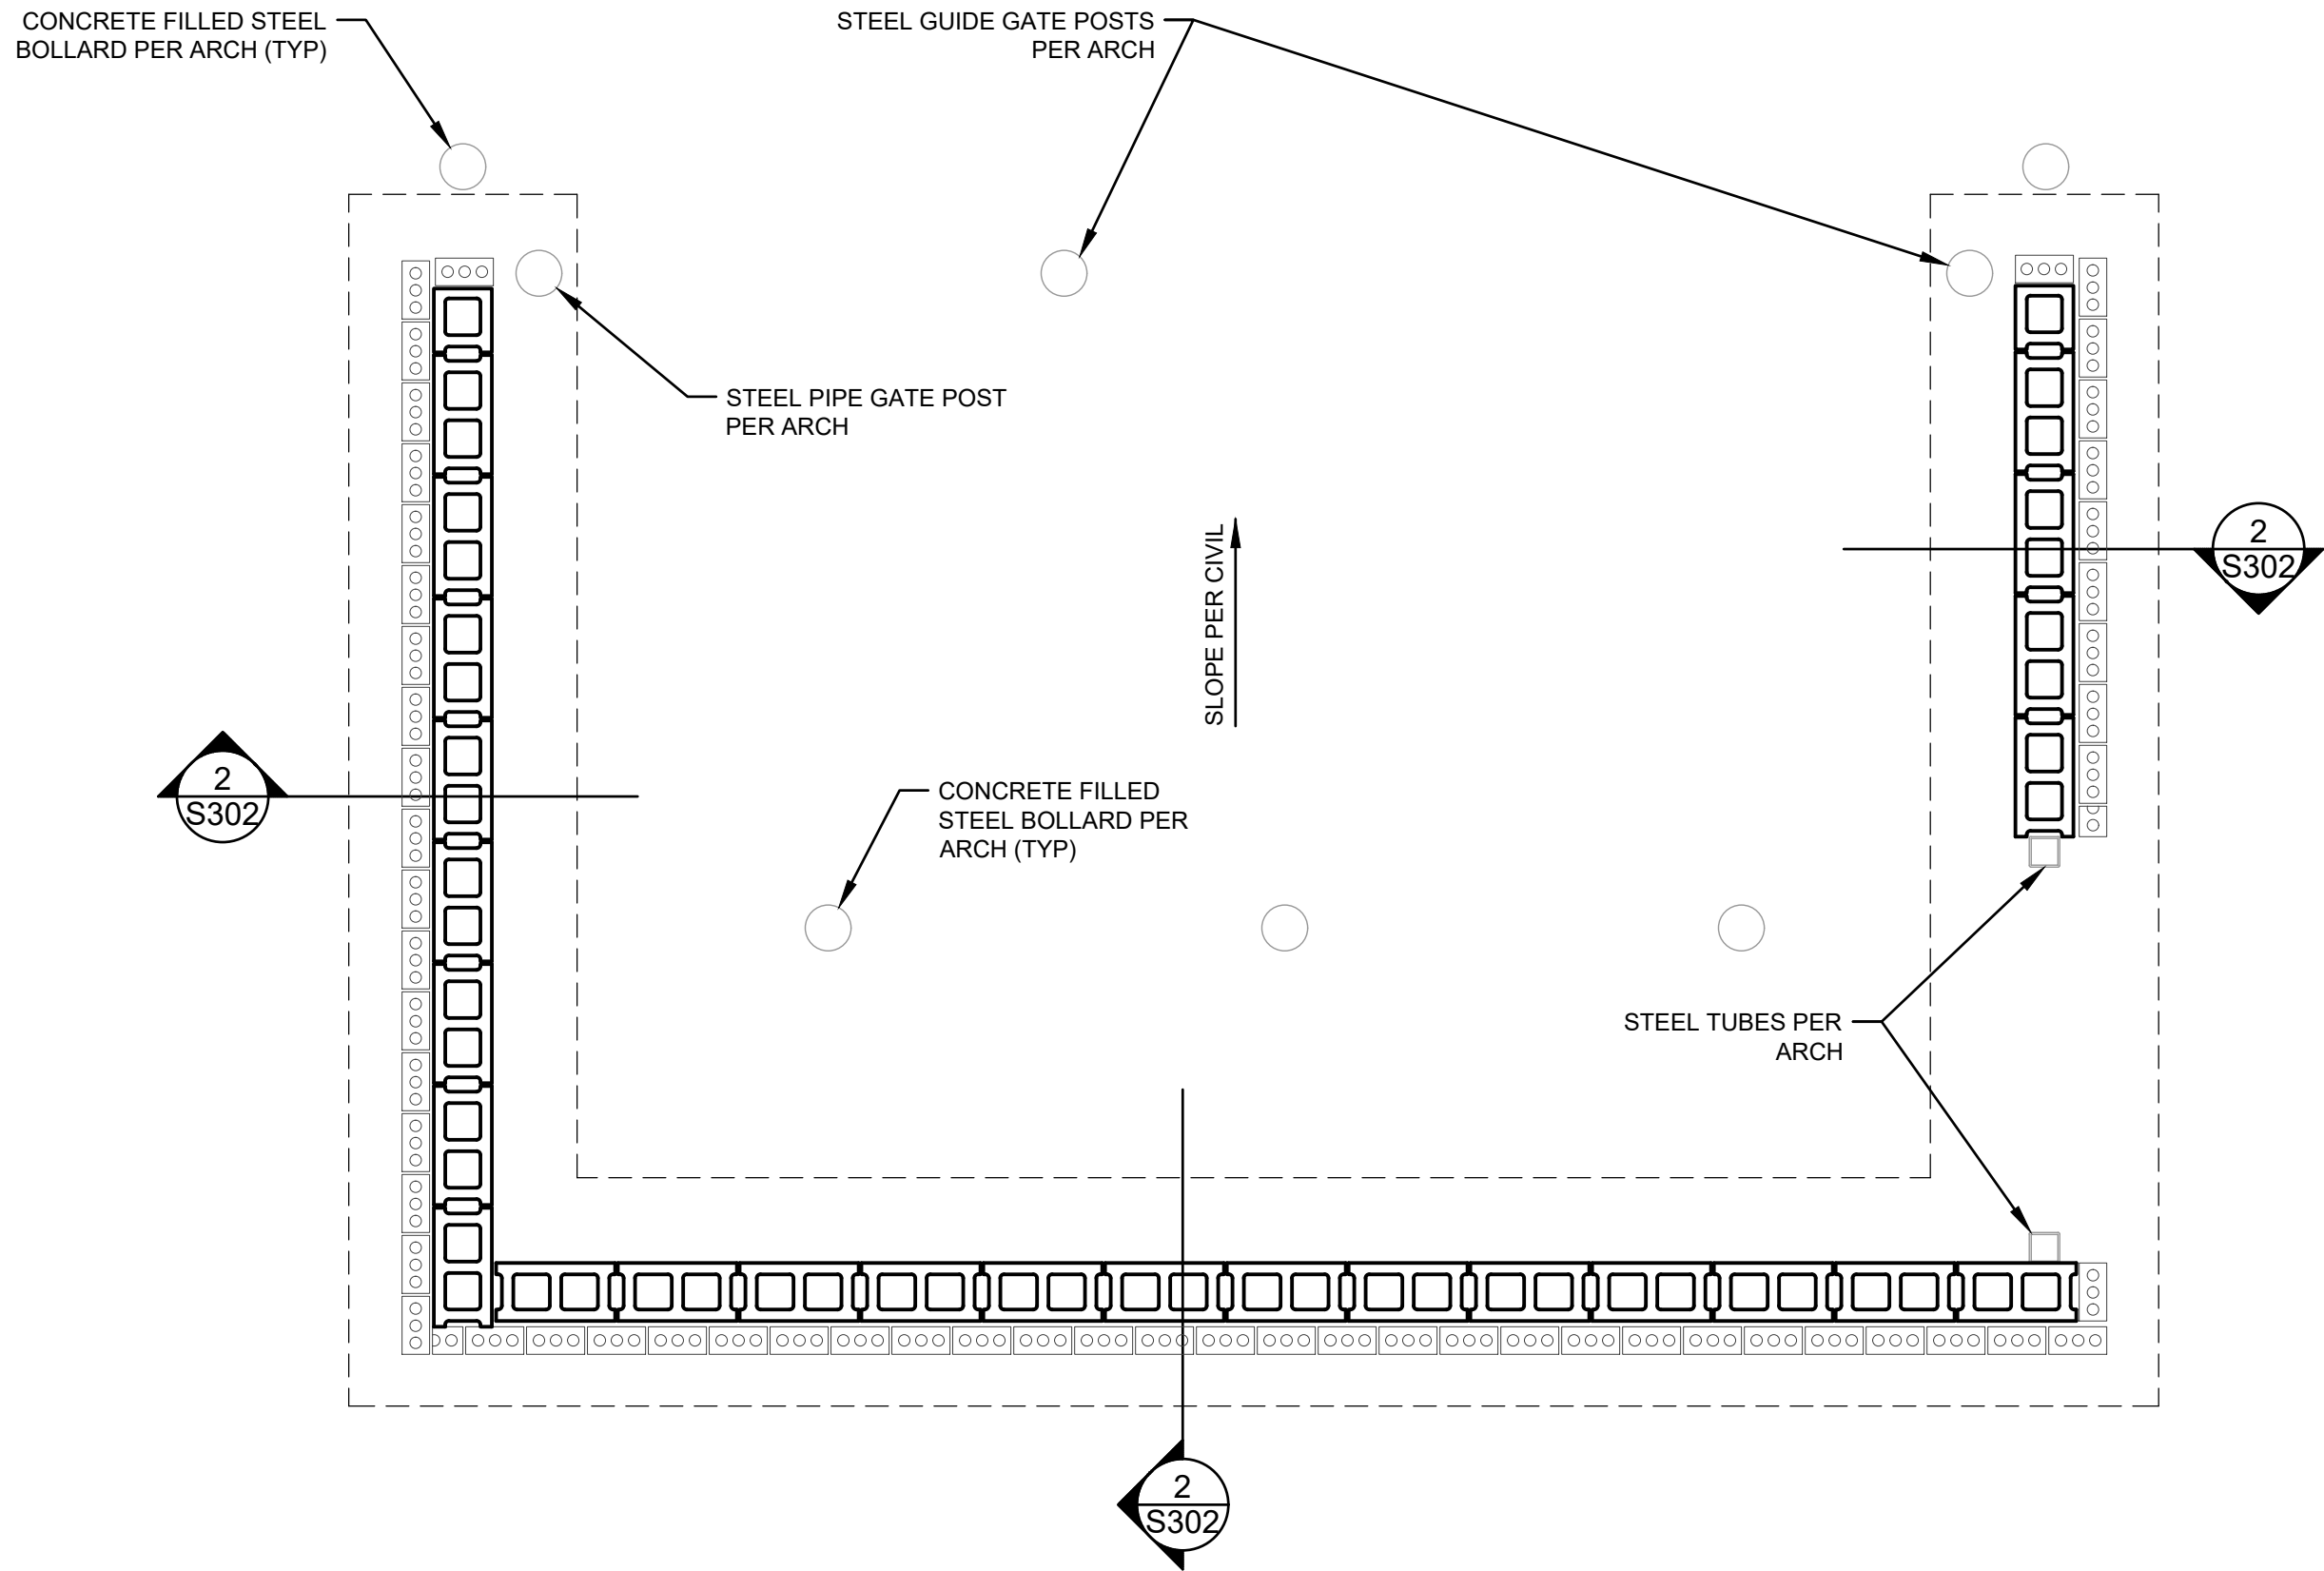 CONCRETE FILLED STEEL
BOLLARD PER ARCH (TYP)
STEEL GUIDE GATE POSTS
PER ARCH
STEEL PIPE GATE POST
PER ARCH
SLOPE PER CIVIL
2
S302
2
S302
CONCRETE FILLED
STEEL BOLLARD PER
ARCH (TYP)
STEEL TUBES PER
ARCH
2
S302